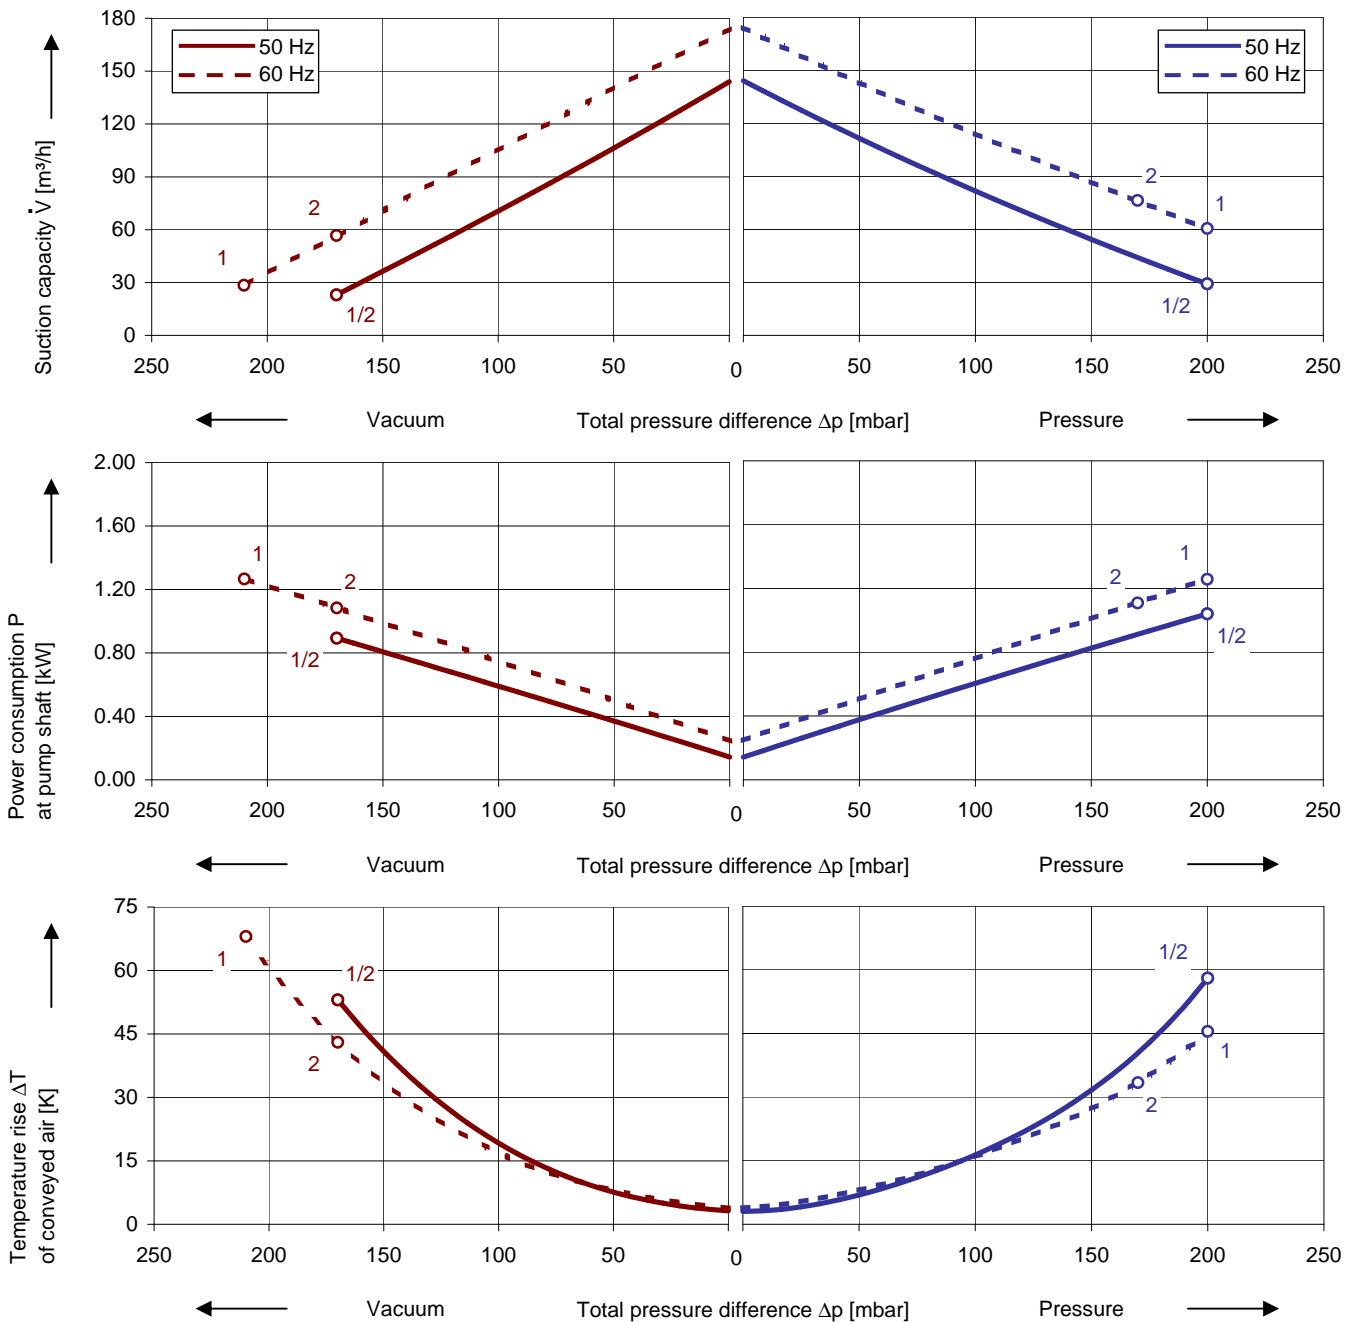 180
50 Hz
60 Hz
50 Hz
60 Hz
150
120
90
60
30
0
2
1
1/2
2
1
1/2
Suction capacity V̇ [m³/h]
250 200 150 100 50 0 50 100 150 200 250
Vacuum Total pressure difference Δp [mbar] Pressure
2.00
1.60
1.20
0.80
0.40
0.00
1
2
1/2
1
2
1/2
Power consumption P
at pump shaft [kW]
250 200 150 100 50 0 50 100 150 200 250
Vacuum Total pressure difference Δp [mbar] Pressure
75
60
45
30
15
0
1
1/2
2
1/2
1
2
Temperature rise ΔT
of conveyed air [K]
250 200 150 100 50 0 50 100 150 200 250
Vacuum Total pressure difference Δp [mbar] Pressure